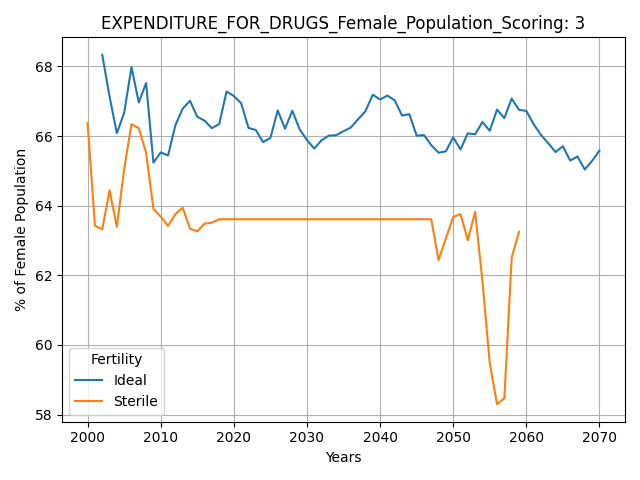 EXPENDITURE_FOR_DRUGS_Female_Population_Scoring: 3
% of Female Population
68
66
64
62
60
58
Fertility
Ideal
Sterile
2000 2010 2020 2030 2040 2050 2060 2070
Years